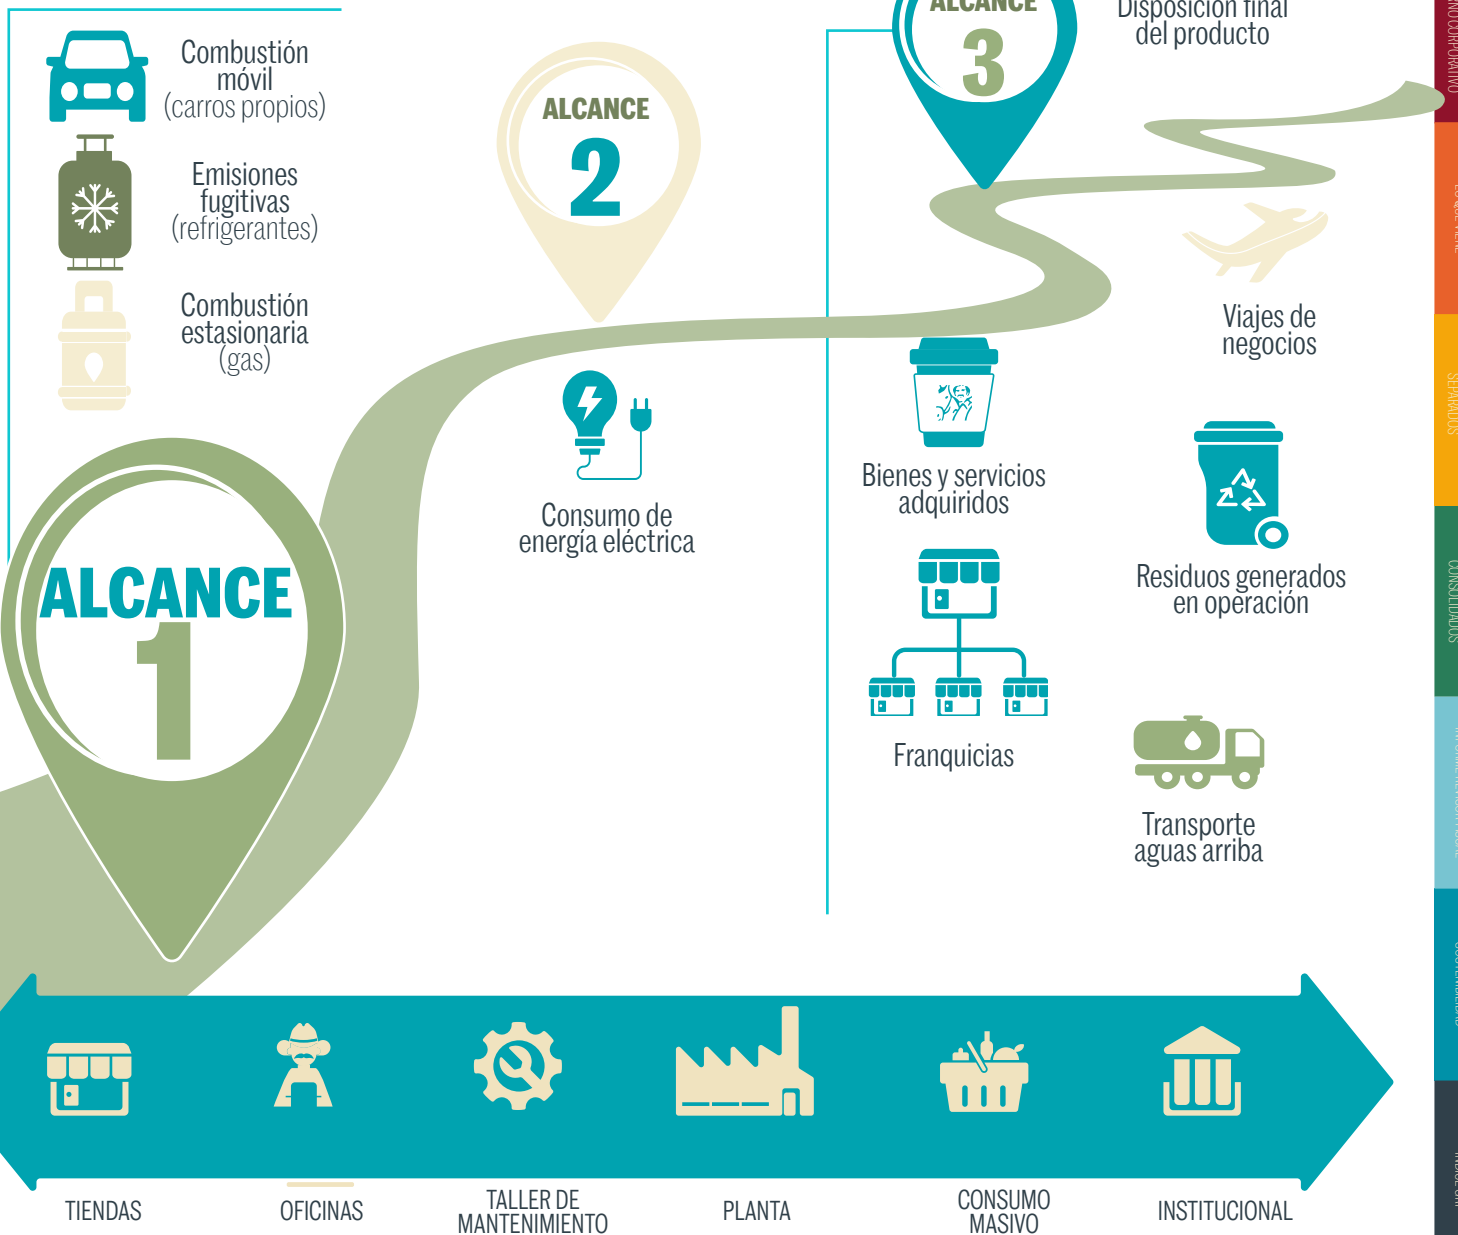 Combustión
móvil
(carros propios)
Emisiones
fugitivas
(refrigerantes)
Combustión
estasionaria
(gas)
ALCANCE
1
ALCANCE
2
Consumo de
energía eléctrica
ALCANCE
3
Disposición final
del producto
Viajes de
negocios
Bienes y servicios
adquiridos
Residuos generados
en operación
Franquicias
Transporte
aguas arriba
TIENDAS
OFICINAS
TALLER DE
MANTENIMIENTO
PLANTA
CONSUMO
MASIVO
INSTITUCIONAL
SEPARADOS
CONSOLIDADOS